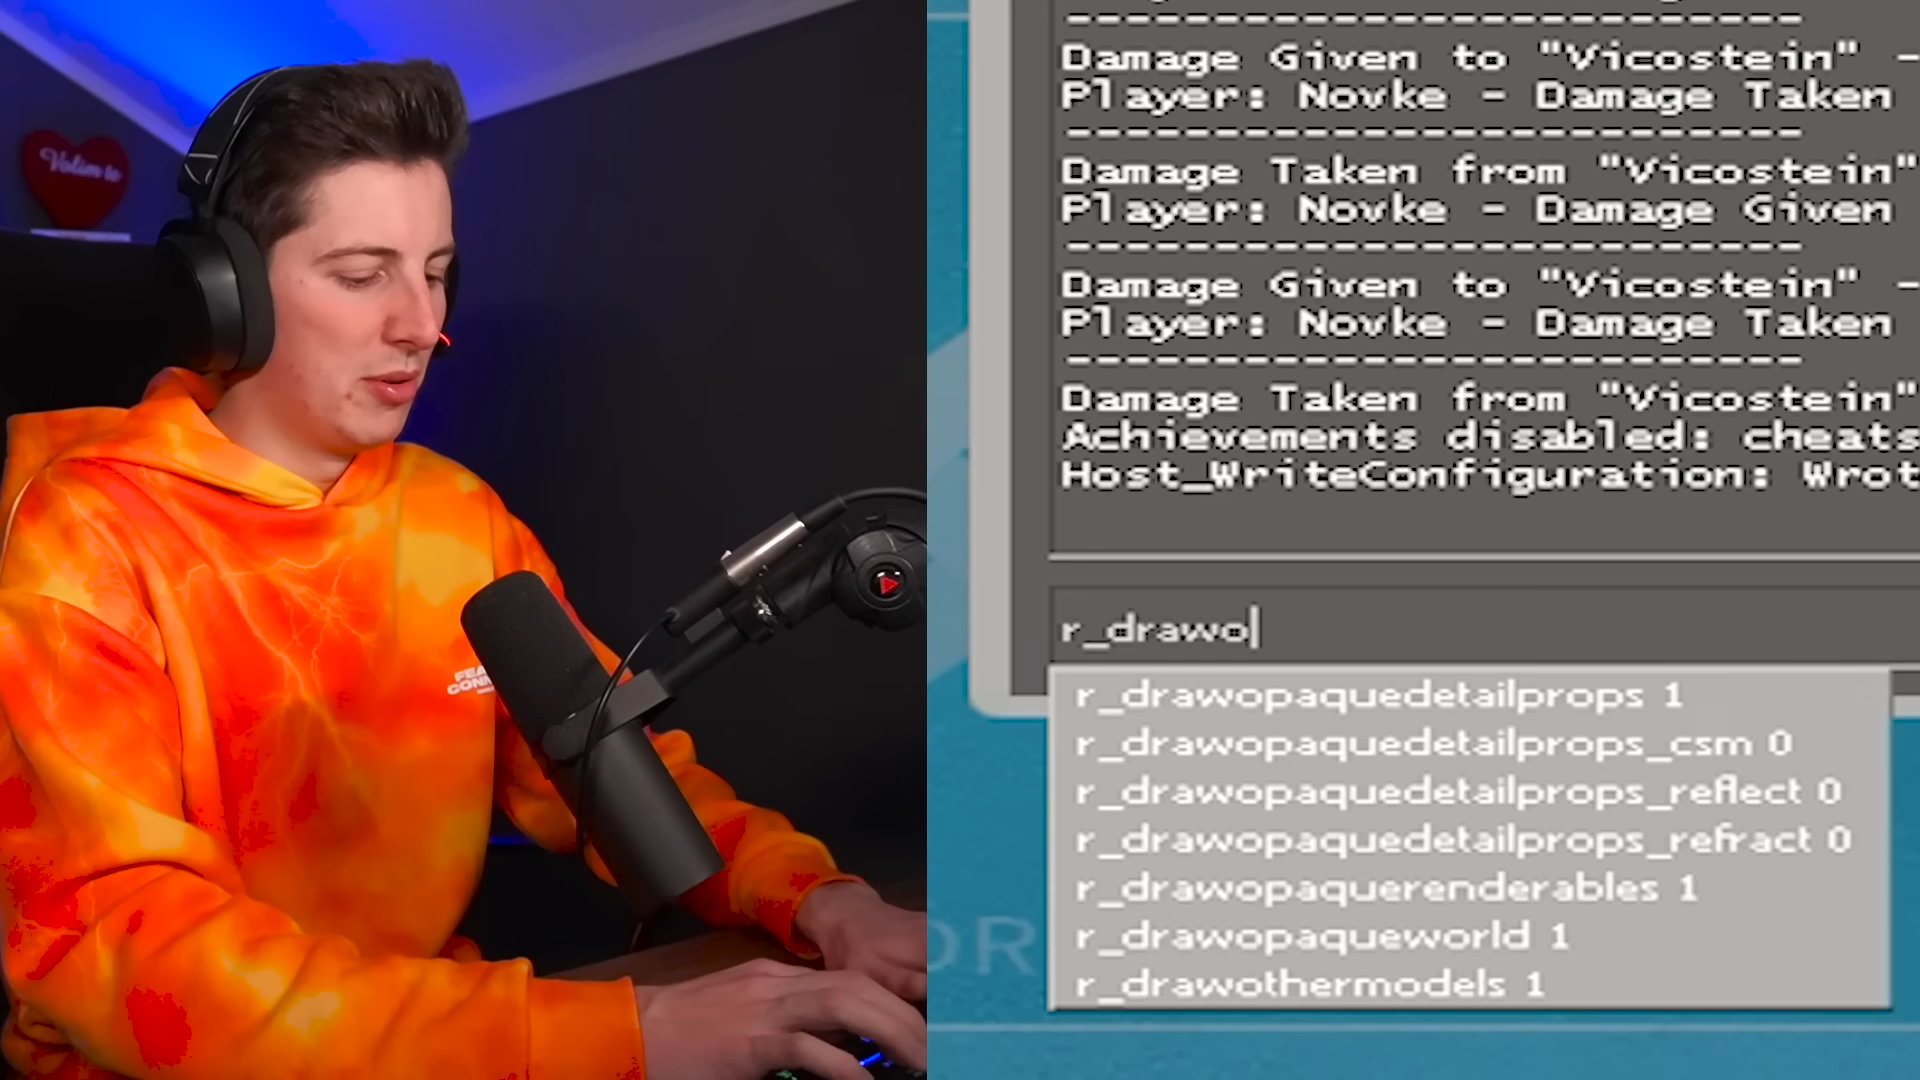 Volim te
--------------------------
Damage Given to "Vicostein" -
Player: Novke - Damage Taken
--------------------------
Damage Taken from "Vicostein"
Player: Novke - Damage Given
--------------------------
Damage Given to "Vicostein" -
Player: Novke - Damage Taken
--------------------------
Damage Taken from "Vicostein"
Achievements disabled: cheats
Host_WriteConfiguration: Wrot
r_drawo
r_drawopaquedetailprops 1
r_drawopaquedetailprops_csm 0
r_drawopaquedetailprops_reflect 0
r_drawopaquedetailprops_refract 0
r_drawopaquerenderables 1
r_drawopaqueworld 1
r_drawothermodels 1